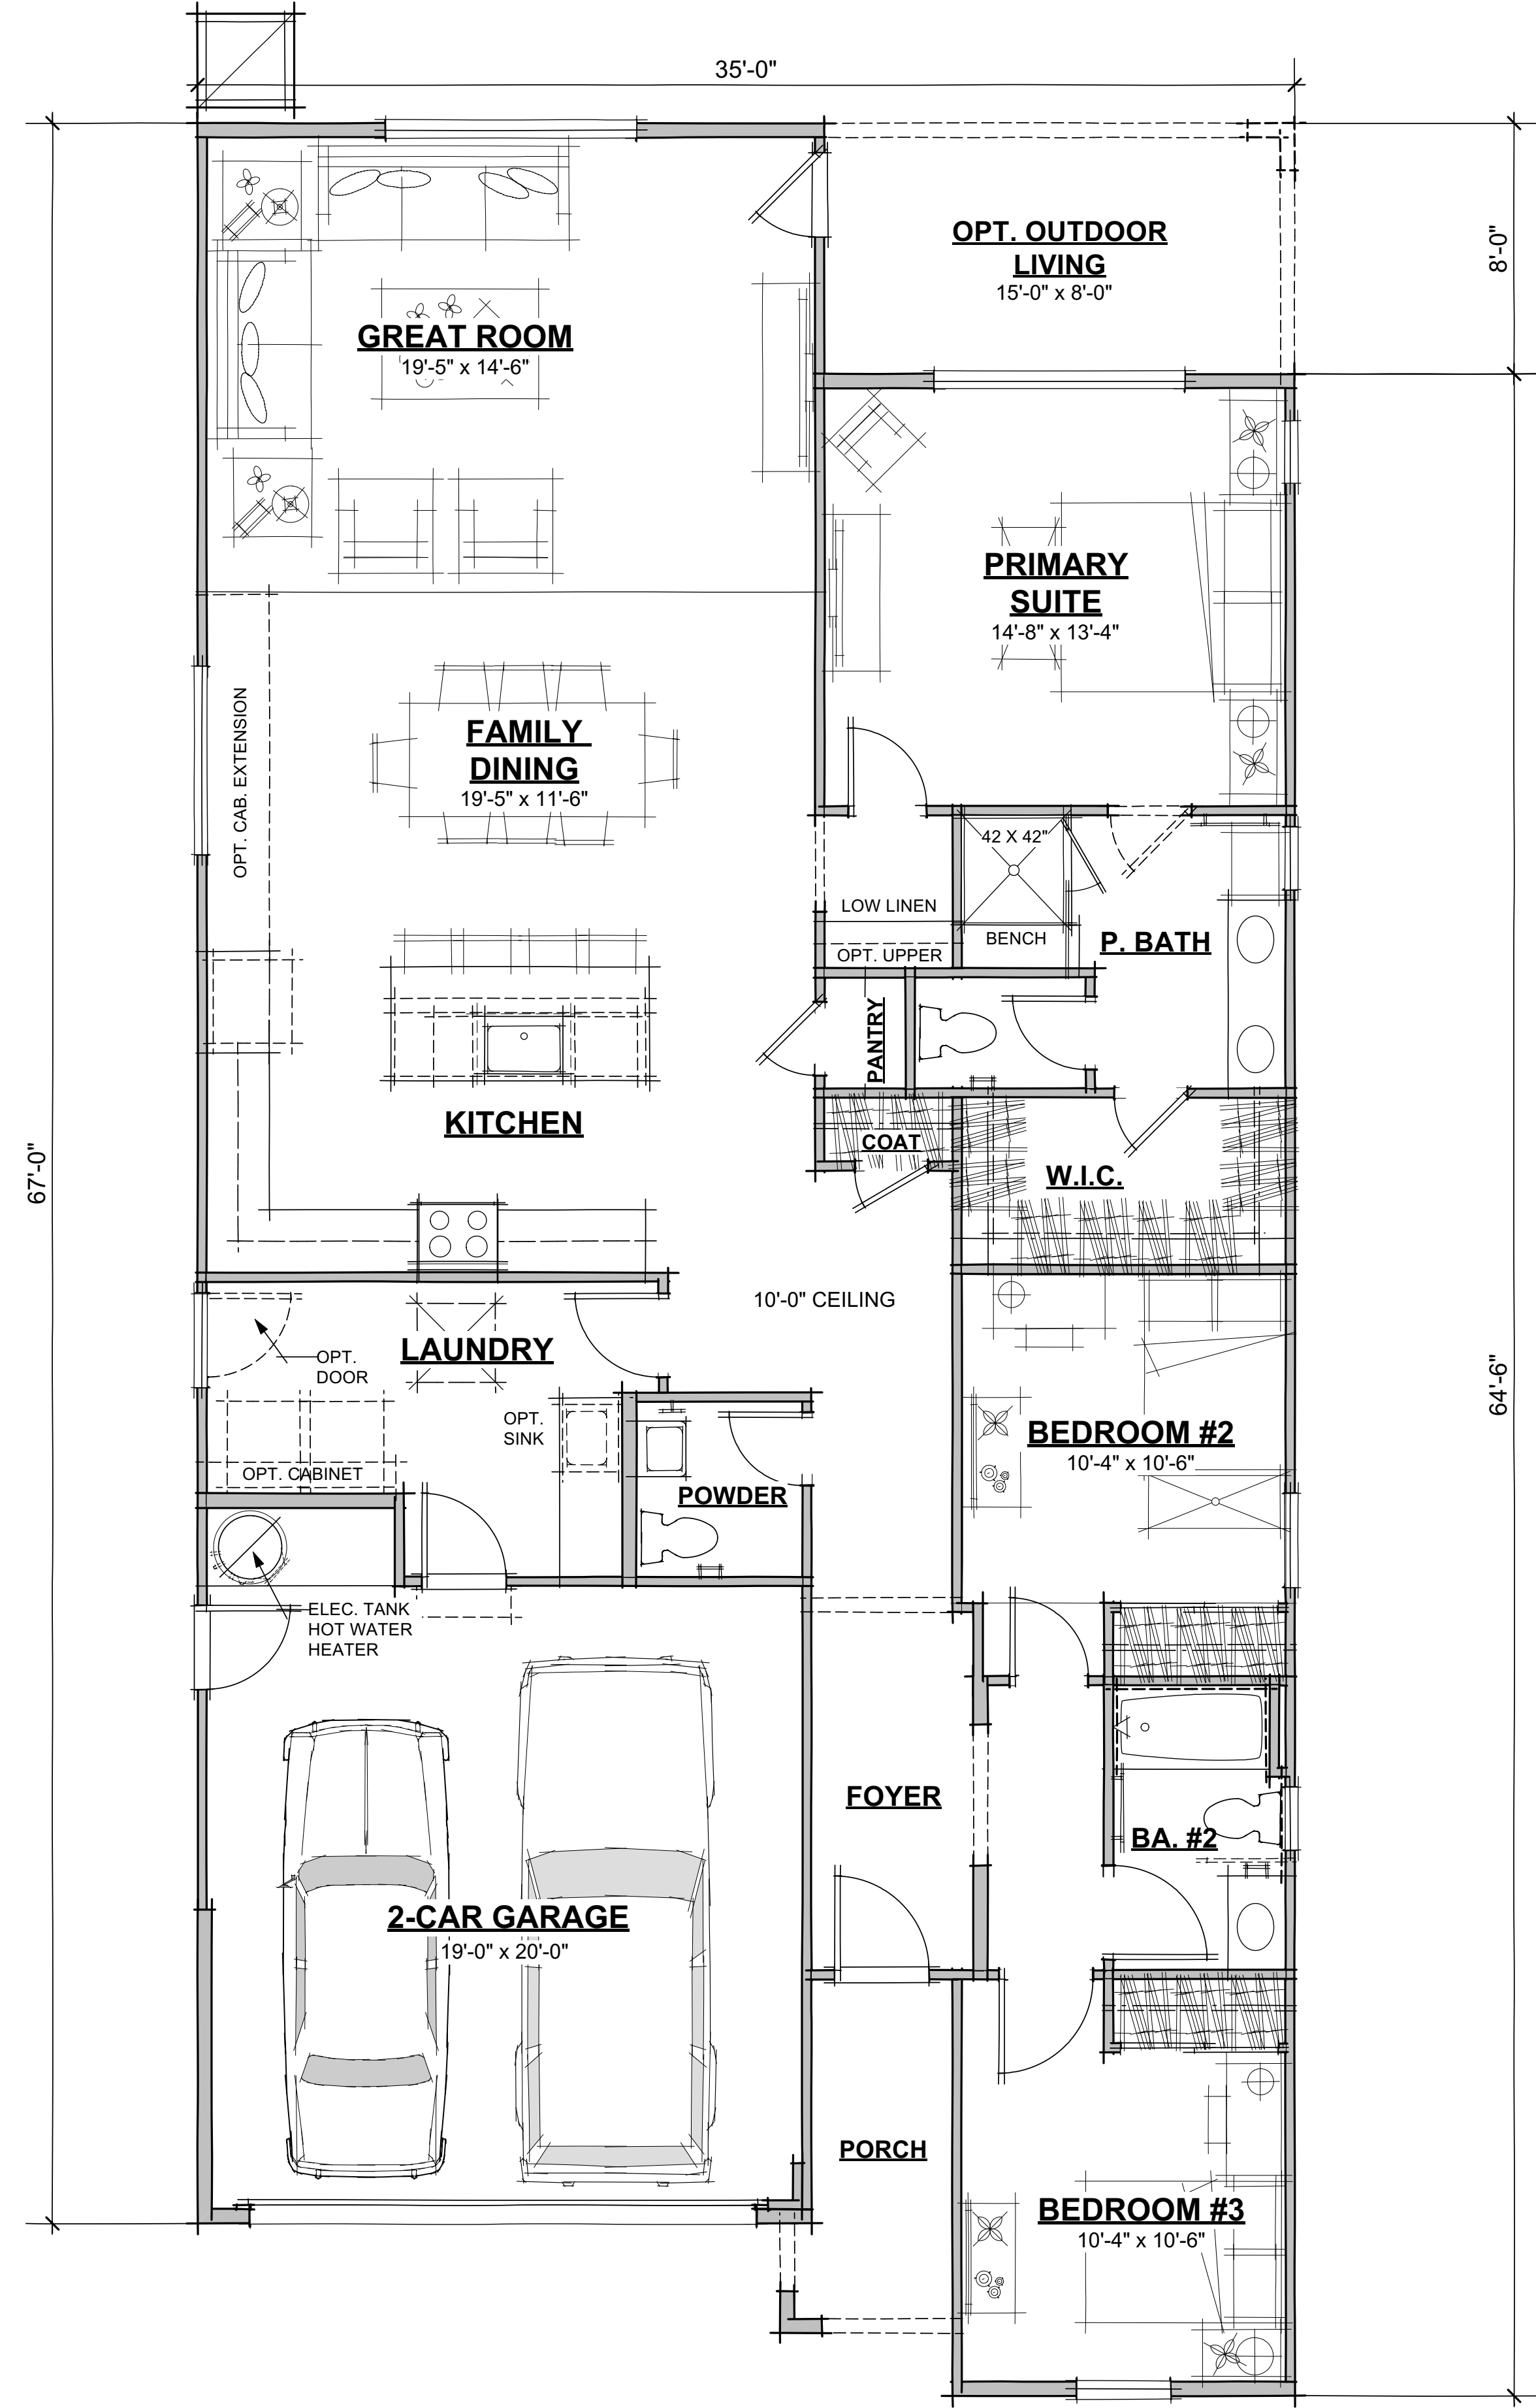 35'-0"
OPT. OUTDOOR
LIVING
15'-0" x 8'-0"
8'-0"
GREAT ROOM
19'-5" x 14'-6"
PRIMARY
SUITE
14'-8" x 13'-4"
OPT. CAB. EXTENSION
FAMILY
DINING
19'-5" x 11'-6"
42 X 42"
LOW LINEN
BENCH
OPT. UPPER
P. BATH
PANTRY
KITCHEN
COAT
W.I.C.
67'-0"
10'-0" CEILING
LAUNDRY
OPT.
DOOR
OPT.
SINK
OPT. CABINET
64'-6"
BEDROOM #2
10'-4" x 10'-6"
POWDER
ELEC. TANK
HOT WATER
HEATER
FOYER
BA. #2
2-CAR GARAGE
19'-0" x 20'-0"
PORCH
BEDROOM #3
10'-4" x 10'-6"